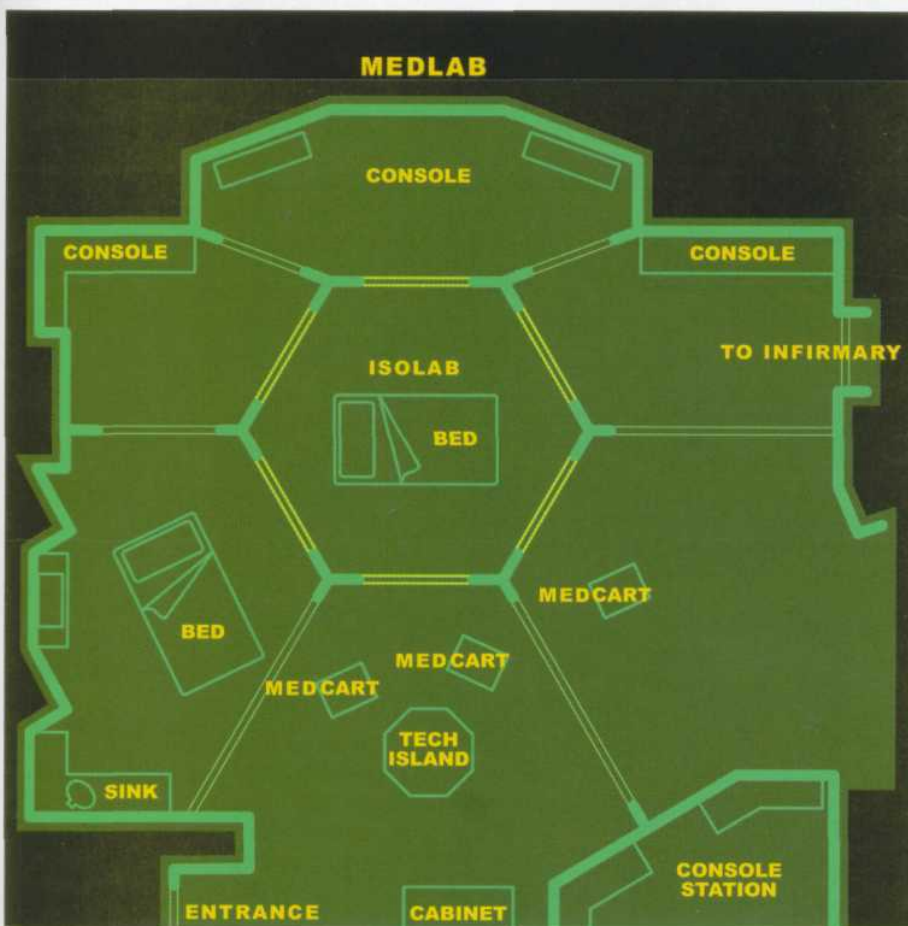 MEDLAB
CONSOLE
CONSOLE
CONSOLE
TO INFIRMARY
ISOLAB
BED
MEDCART
BED
MEDCART
MEDCART
TECH
ISLAND
SINK
CONSOLE
STATION
ENTRANCE
CABINET